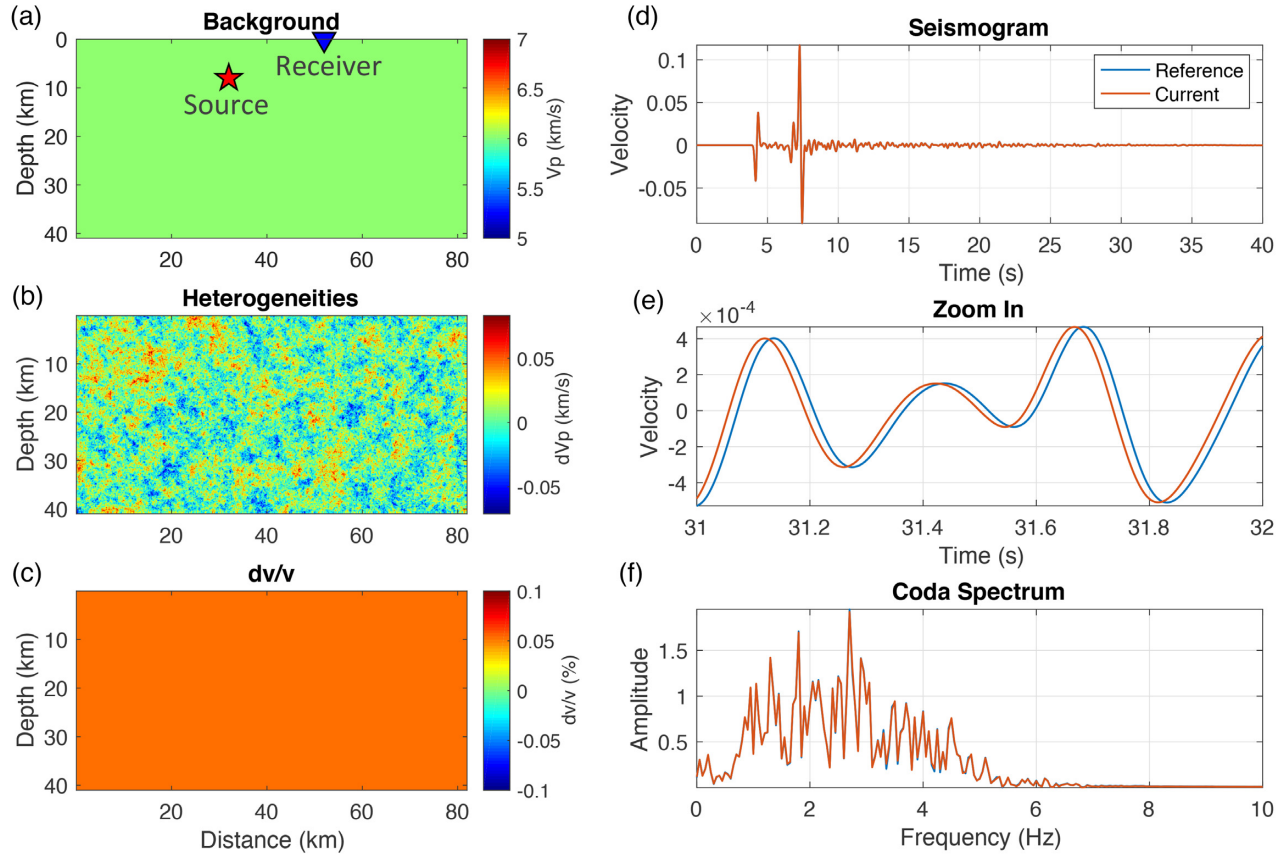 (a)
Background
0
10
20
30
40
Depth (km)
20
40
60
80
Receiver
Source
7
6.5
6
5.5
5
Vp (km/s)
(b)
Heterogeneities
10
20
30
40
Depth (km)
20
40
60
80
0.05
0
-0.05
dVp (km/s)
(c)
dv/v
10
20
30
40
Depth (km)
20
40
60
80
Distance (km)
0.1
0.05
0
-0.05
-0.1
dv/v (%)
(d)
Seismogram
0.1
0.05
0
-0.05
Velocity
Reference
Current
0 5 10 15 20 25 30 35 40
Time (s)
(e)
× 10-4
Zoom In
4
2
0
-2
-4
Velocity
31 31.2 31.4 31.6 31.8 32
Time (s)
(f)
Coda Spectrum
1.5
1
0.5
Amplitude
0 2 4 6 8 10
Frequency (Hz)